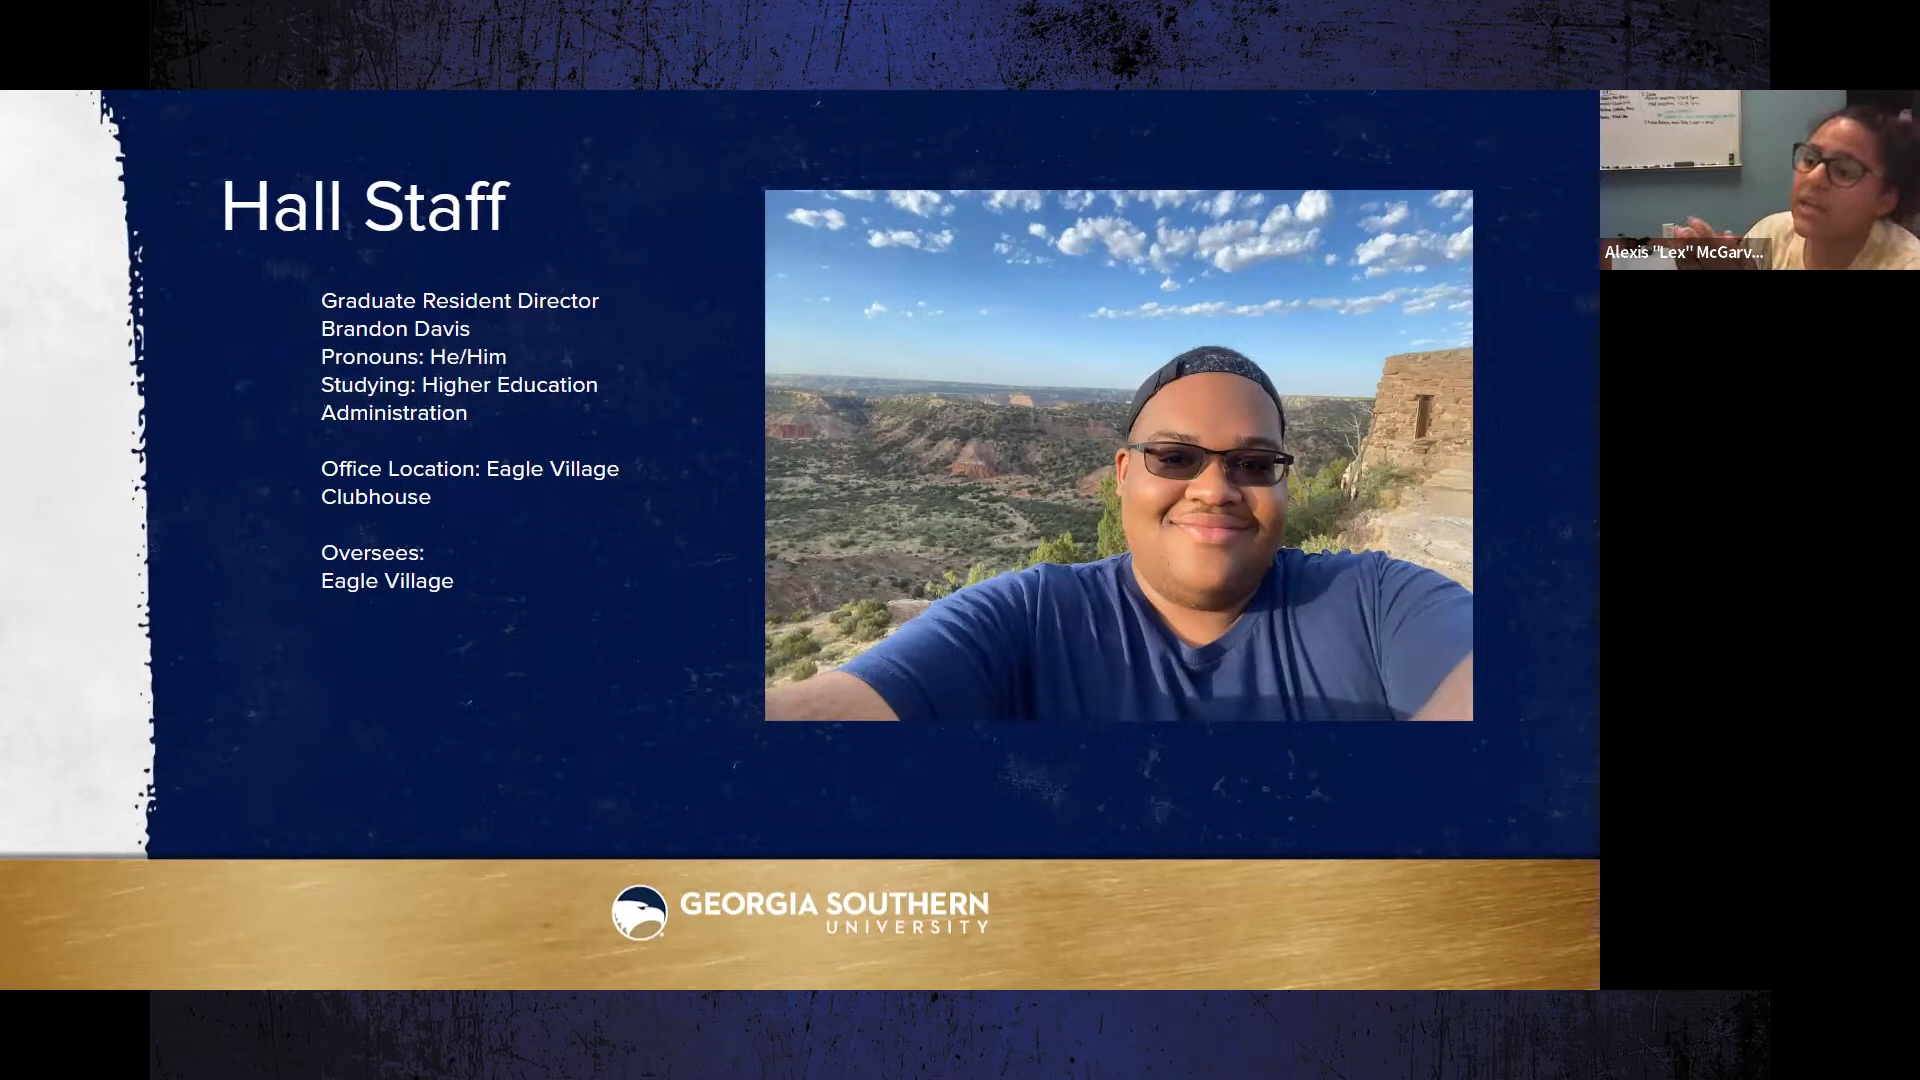 Hall Staff
Graduate Resident Director
Brandon Davis
Pronouns: He/Him
Studying: Higher Education
Administration
Office Location: Eagle Village
Clubhouse
Oversees:
Eagle Village
Alexis "Lex" McGarv...
GEORGIA SOUTHERN
UNIVERSITY